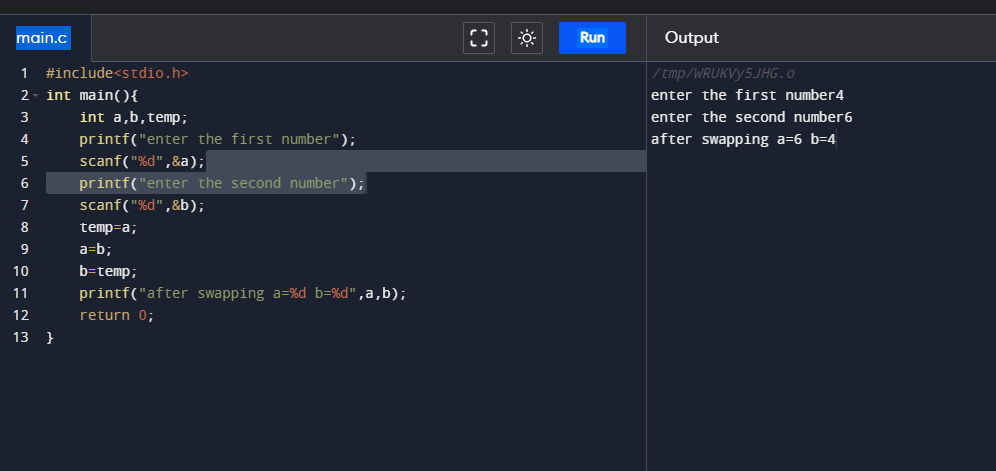 main.c
Run
Output
1 #include<stdio.h>
2 int main(){
3     int a,b,temp;
4     printf("enter the first number");
5     scanf("%d",&a);
6     printf("enter the second number");
7     scanf("%d",&b);
8     temp=a;
9     a=b;
10     b=temp;
11     printf("after swapping a=%d b=%d",a,b);
12     return 0;
13 }
/tmp/WRUKVy5JHG.o
enter the first number4
enter the second number6
after swapping a=6 b=4